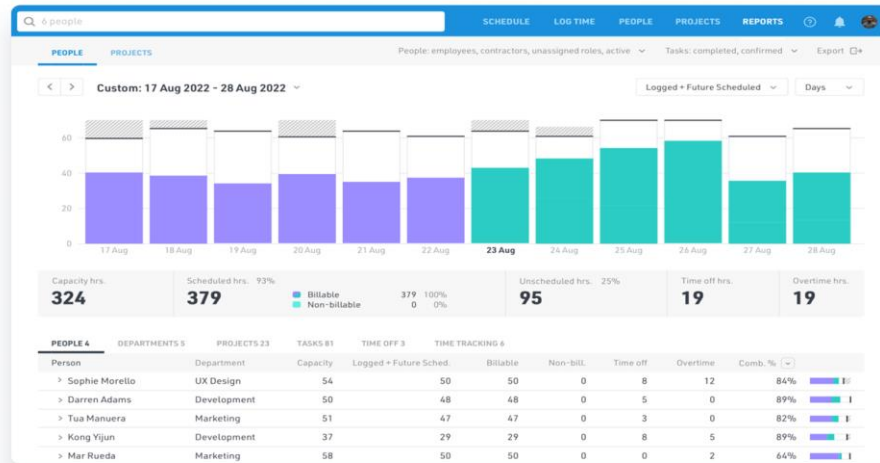 6 people
SCHEDULE LOG TIME PEOPLE PROJECTS REPORTS
PEOPLE PROJECTS People: employees, contractors, unassigned roles, active Tasks: completed, confirmed Export
Custom: 17 Aug 2022 - 28 Aug 2022 Logged + Future Scheduled Days
60
40
20
0
17 Aug 18 Aug 19 Aug 20 Aug 21 Aug 22 Aug 23 Aug 24 Aug 25 Aug 26 Aug 27 Aug 28 Aug
Capacity hrs. Scheduled hrs. 93% Unscheduled hrs. 25% Time off hrs. Overtime hrs.
324 379 Billable 379 100% 95 19 19
Non-billable 0 0%
PEOPLE 4 DEPARTMENTS 5 PROJECTS 23 TASKS 81 TIME OFF 3 TIME TRACKING 6
Person Department Capacity Logged + Future Sched. Billable Non-bill. Time off Overtime Comb. %
> Sophie Morello UX Design 54 50 50 0 8 12 84%
> Darren Adams Development 50 48 48 0 5 0 89%
> Tua Manuera Marketing 51 47 47 0 3 0 82%
> Kong Yijun Development 37 29 29 0 8 5 89%
> Mar Rueda Marketing 58 50 50 0 0 2 64%